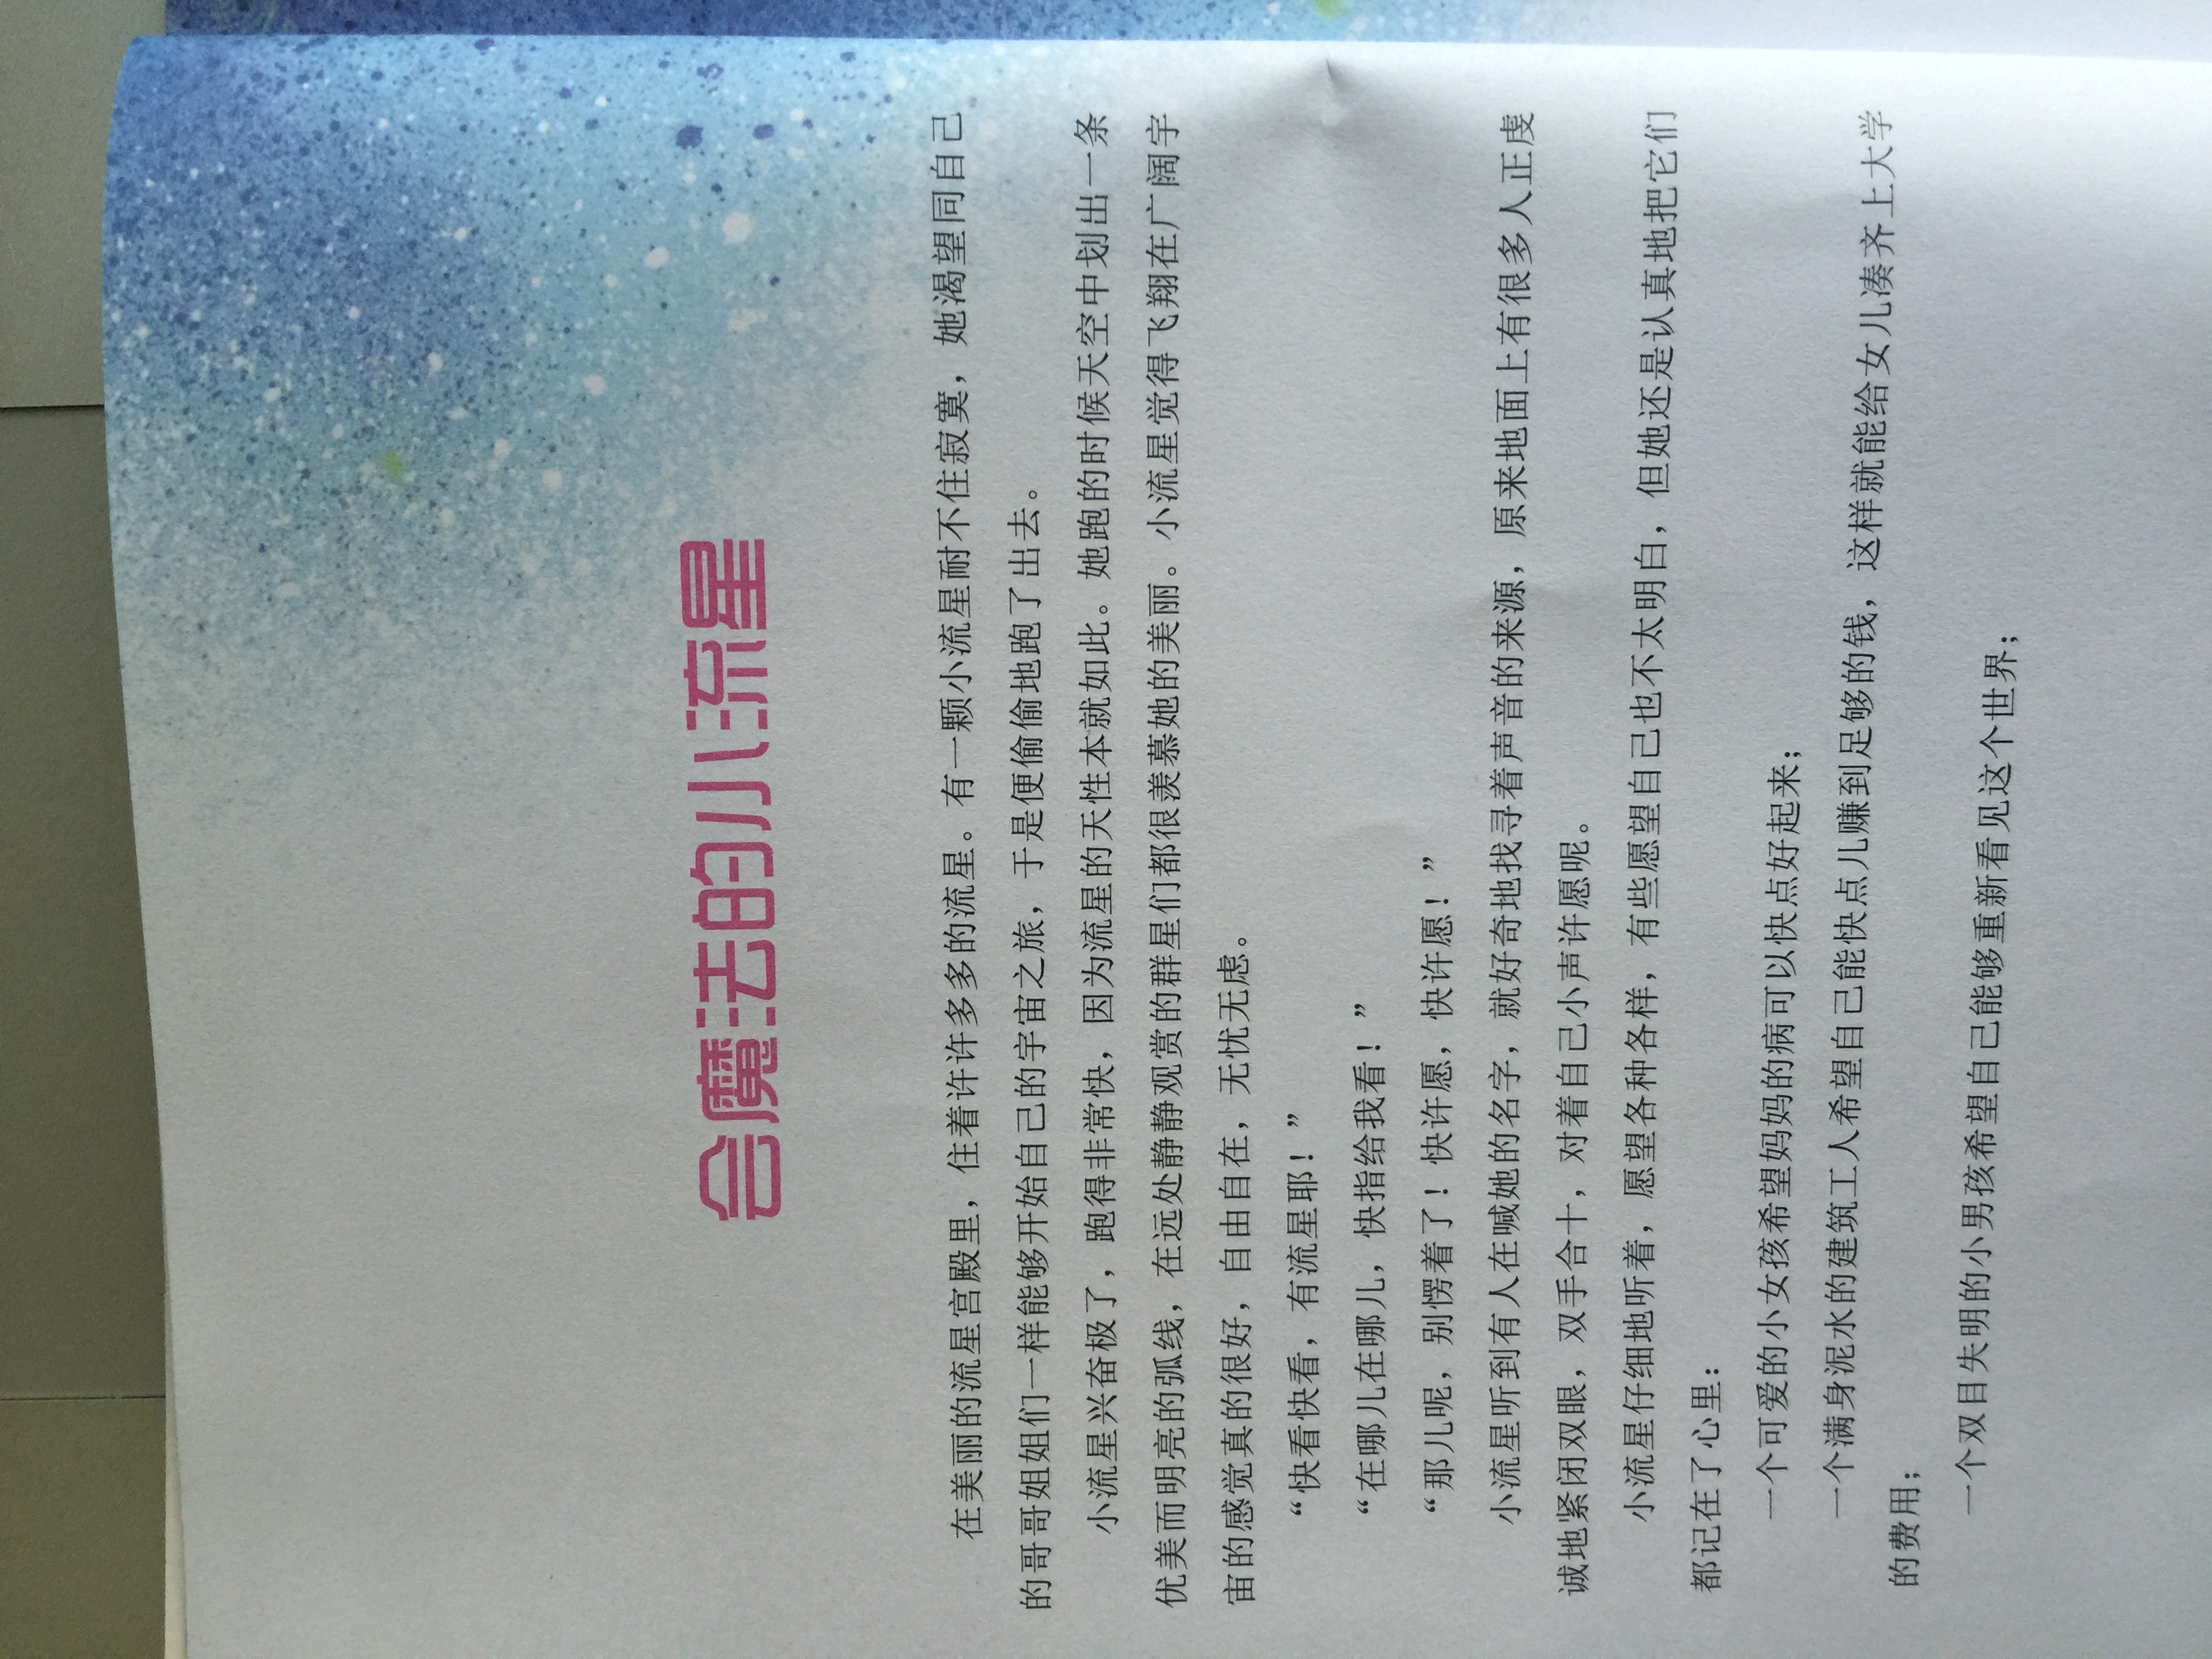 会魔法的小流星
在美丽的流星宫殿里，住着许许多多的流星。有一颗小流星耐不住寂寞，她渴望同自己
的哥哥姐姐们一样能够开始自己的宇宙之旅，于是便偷偷地跑了出去。
小流星兴奋极了，跑得非常快，因为流星的天性本就如此。她跑的时候天空中划出一条
优美而明亮的弧线，在远处静静观赏的群星们都很羡慕她的美丽。小流星觉得飞翔在广阔宇
宙的感觉真的很好，自由自在，无忧无虑。
“快看快看，有流星耶！”
“在哪儿在哪儿，快指给我看！”
“那儿呢，别愣着了！快许愿，快许愿！”
小流星听到有人在喊她的名字，就好奇地找寻着声音的来源，原来地面上有很多人正虔
诚地紧闭双眼，双手合十，对着自己小声许愿呢。
小流星仔细地听着，愿望各种各样，有些愿望自己也不太明白，但她还是认真地把它们
都记在了心里：
一个可爱的小女孩希望妈妈的病可以快点好起来；
一个满身泥水的建筑工人希望自己能快点儿赚到足够的钱，这样就能给女儿凑齐上大学
的费用；
一个双目失明的小男孩希望自己能够重新看见这个世界；